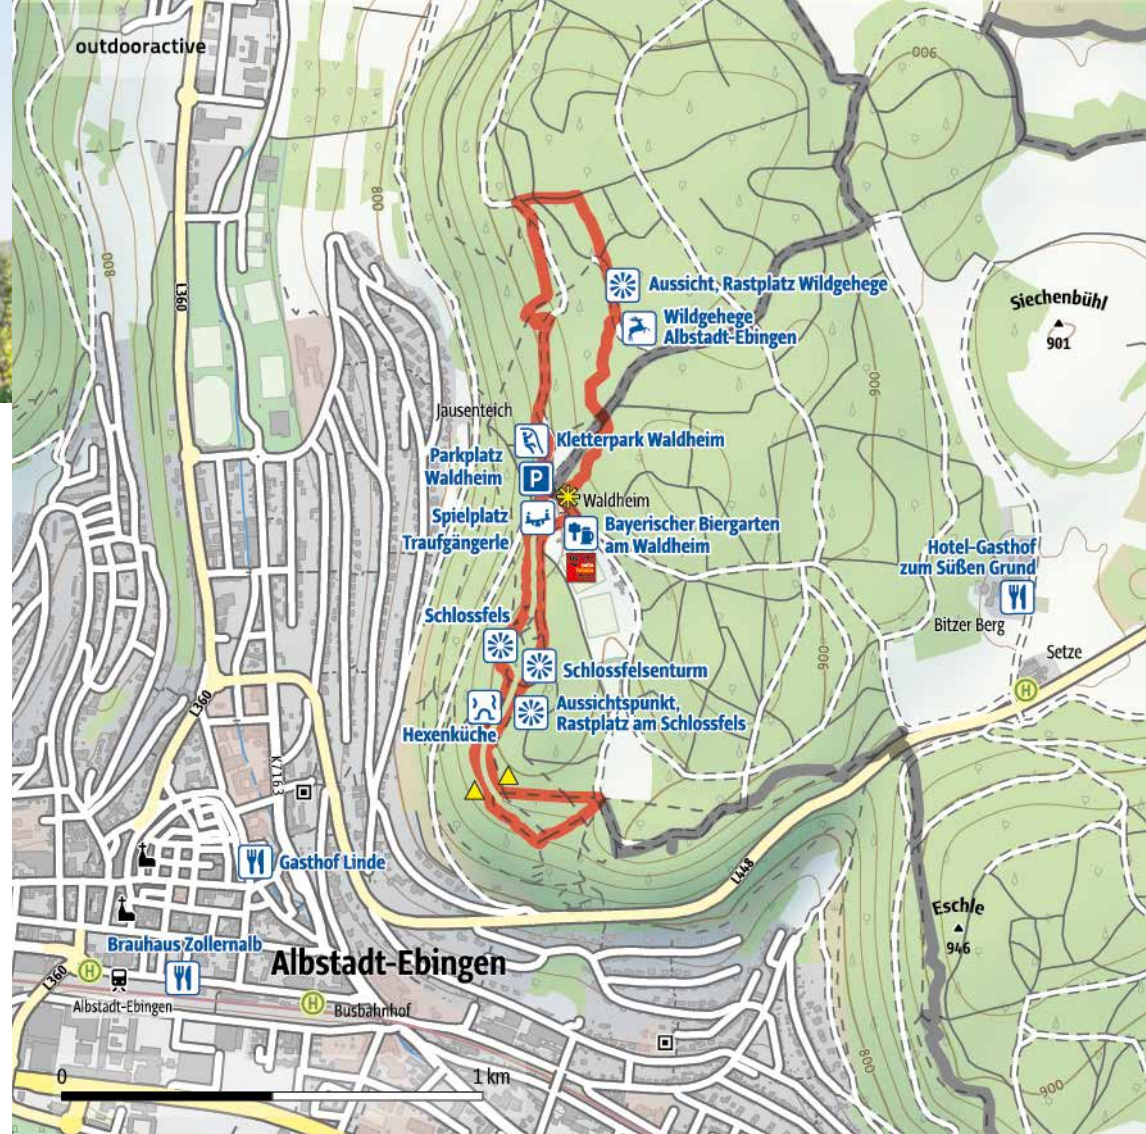 outdooractive
900
800
800
L360
Aussicht, Rastplatz Wildgehege
Wildgehege
Albstadt-Ebingen
Siechenbühl
901
900
Jausenteich
Kletterpark Waldheim
Parkplatz
Waldheim
P
Waldheim
Spielplatz
Traufgängerle
Bayerischer Biergarten
am Waldheim
Hotel-Gasthof
zum Süßen Grund
Bitzer Berg
Setze
H
Schlossfels
Schlossfelsenturm
900
Aussichtspunkt,
Rastplatz am Schlossfels
Hexenküche
L360
K7163
Gasthof Linde
L448
Eschle
946
Brauhaus Zollernalb
Albstadt-Ebingen
L360
H
Albstadt-Ebingen
H
Busbahnhof
800
900
0
1 km